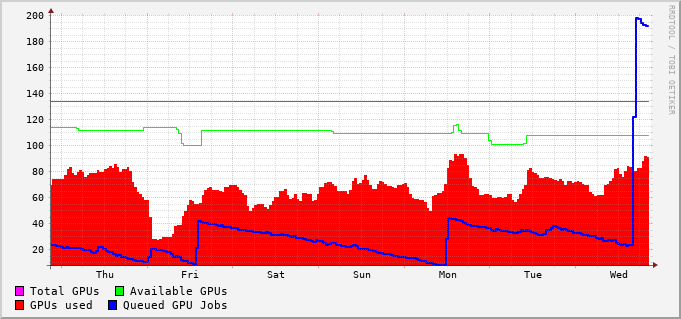 200
180
160
140
120
100
80
60
40
20
Thu Fri Sat Sun Mon Tue Wed
Total GPUs Available GPUs
GPUs used Queued GPU Jobs
RRDTOOL / TOBI OETIKER